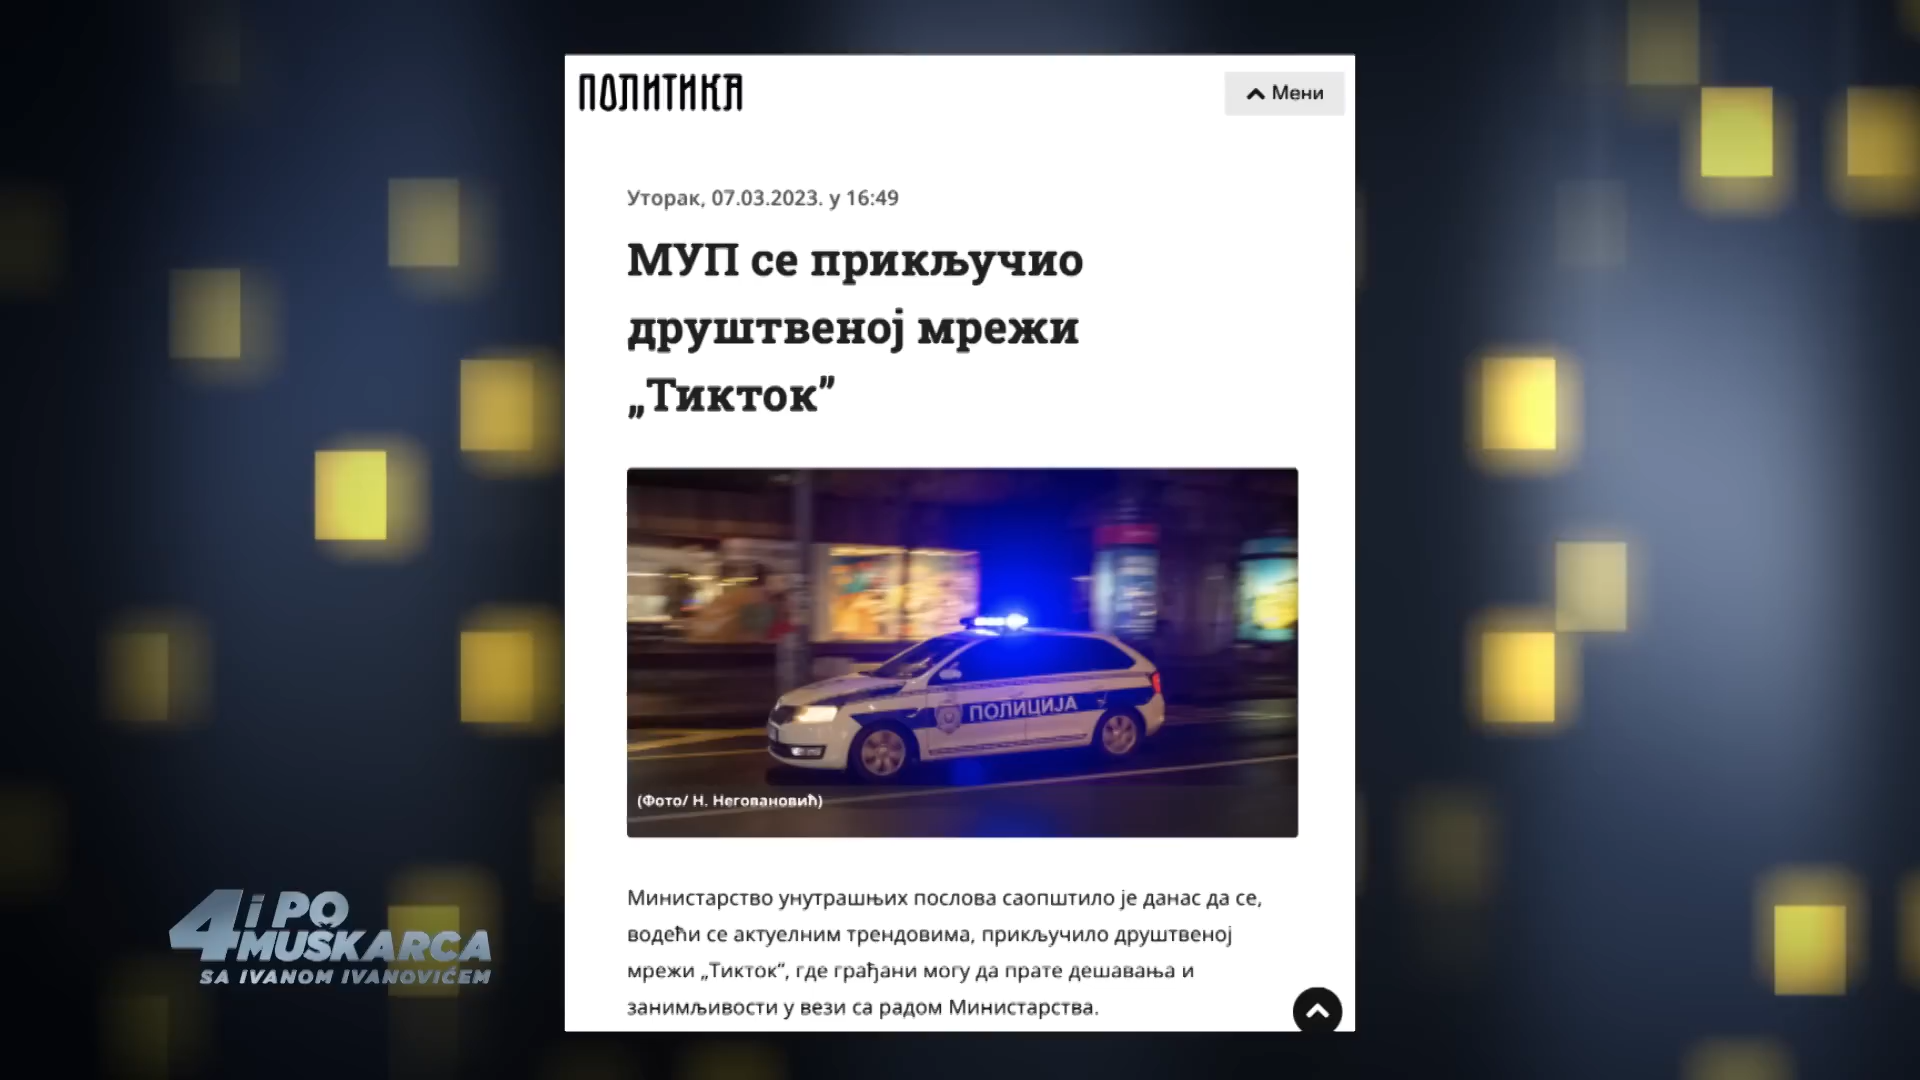 ПОЛИТИКА
Мени
Уторак, 07.03.2023. у 16:49
МУП се прикључио
друштвеној мрежи
„Тикток”
ПОЛИЦИЈА
(Фото/ Н. Неговановић)
Министарство унутрашњих послова саопштило је данас да се,
водећи се актуелним трендовима, прикључило друштвеној
мрежи „Тикток“, где грађани могу да прате дешавања и
занимљивости у вези са радом Министарства.
4 i PO
MUŠKARCA
SA IVANOM IVANOVIĆEM